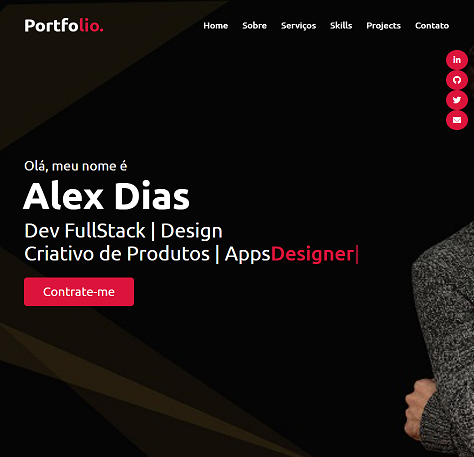 Portfolio.
Home Sobre Serviços Skills Projects Contato
Olá, meu nome é
Alex Dias
Dev FullStack | Design
Criativo de Produtos | AppsDesigner|
Contrate-me